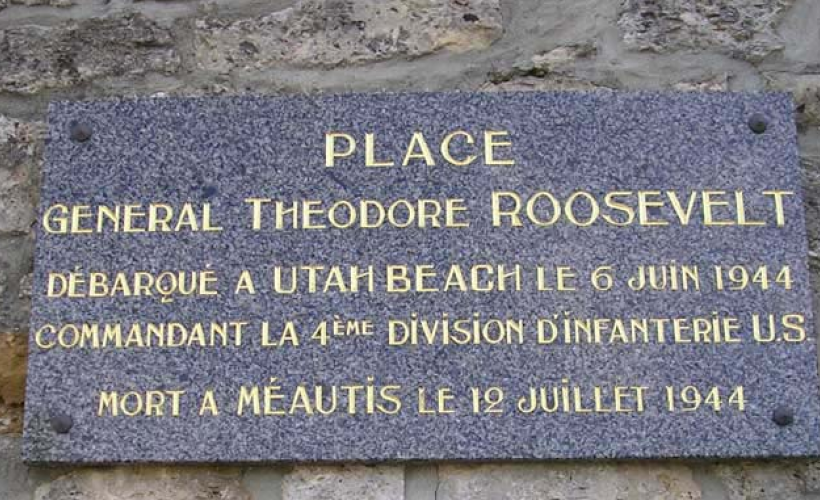 PLACE
GENERAL THEODORE ROOSEVELT
DÉBARQUÉ A UTAH BEACH LE 6 JUIN 1944
COMMANDANT LA 4ÈME DIVISION D'INFANTERIE U.S.
MORT A MÉAUTIS LE 12 JUILLET 1944